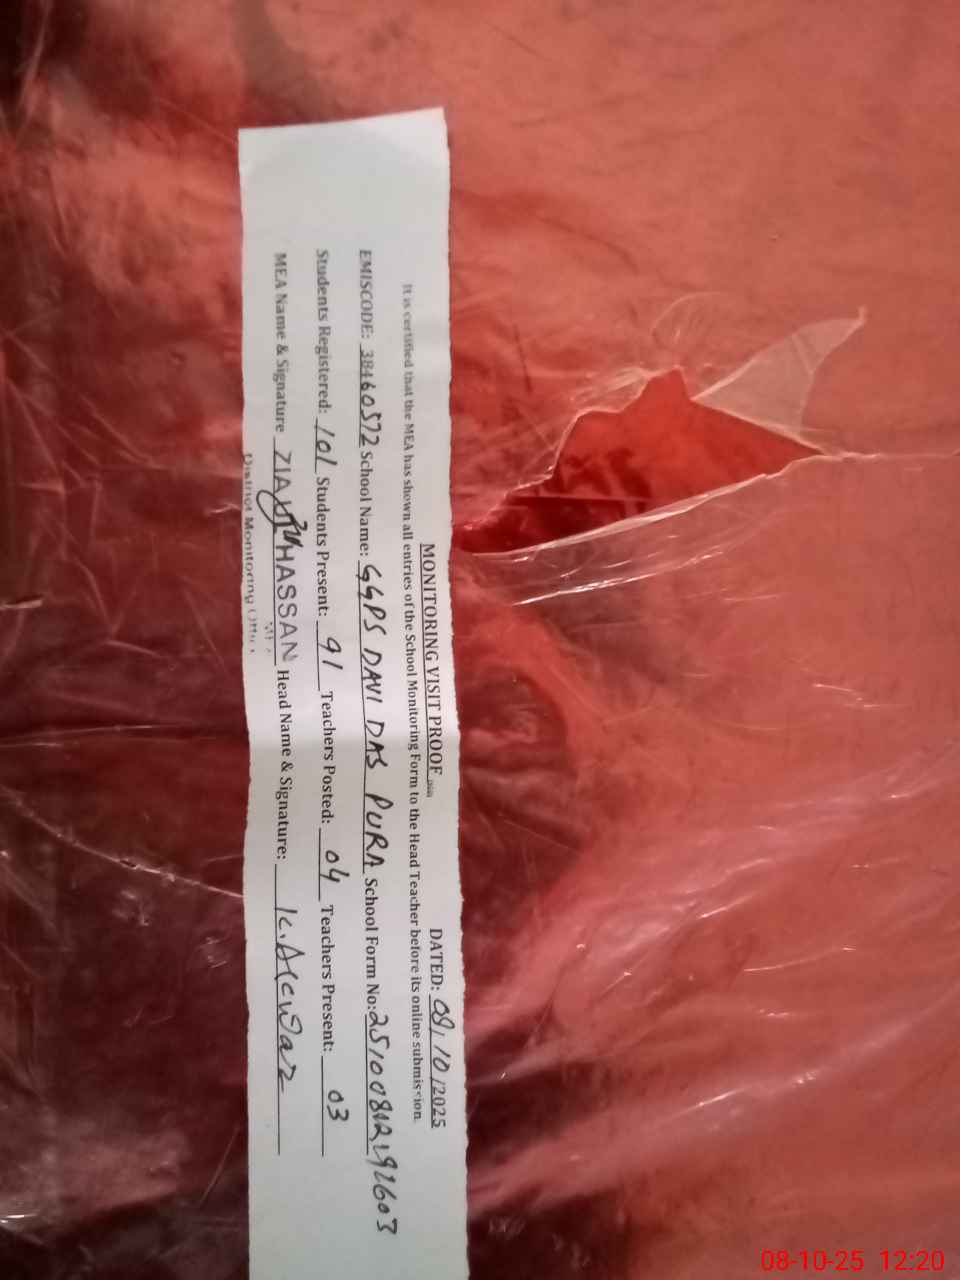 MONITORING VISIT PROOF DATED: 08/10/2025
It is certified that the MEA has shown all entries of the School Monitoring Form to the Head Teacher before its online submission.
EMISCODE: 38460572 School Name: GGPS DAVI DAS PURA School Form No: 25100812192603
Students Registered: 101 Students Present: 91 Teachers Posted: 04 Teachers Present: 03
MEA Name & Signature ZIA HASSAN Head Name & Signature:
District Monitoring
08-10-25 12:20